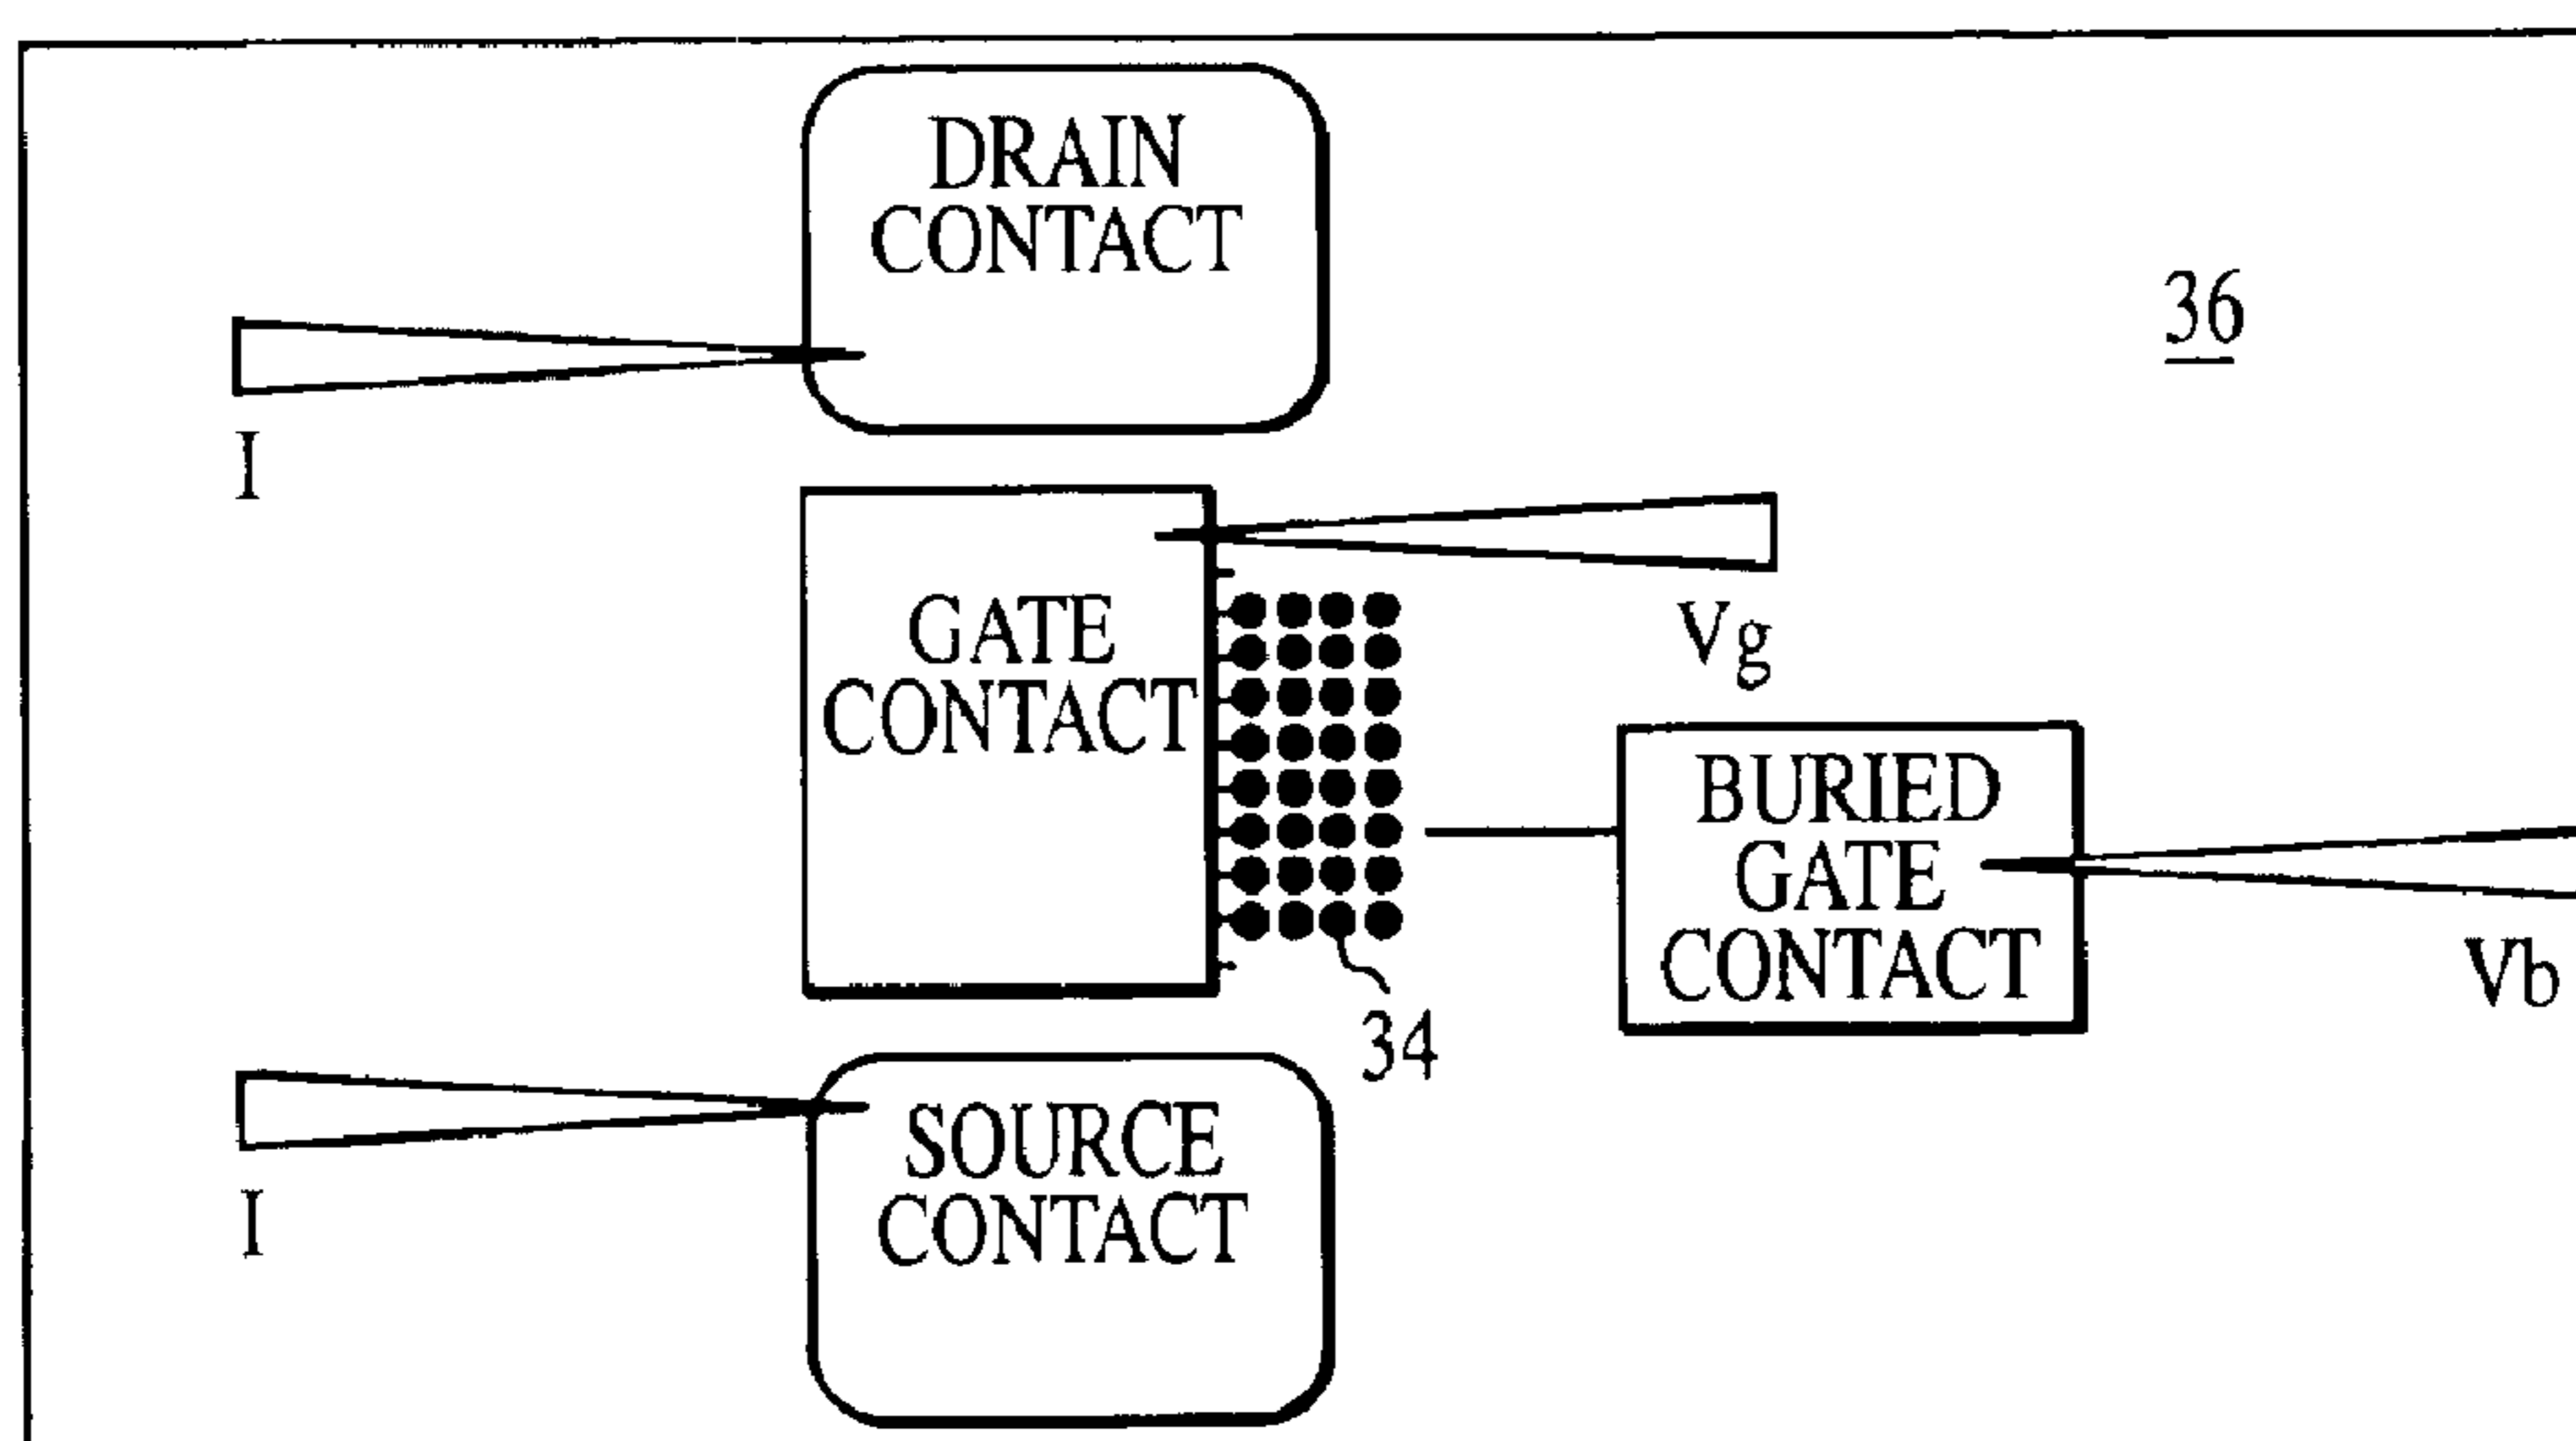 DRAIN
CONTACT
36
I
GATE
CONTACT
Vg
BURIED
GATE
CONTACT
Vb
34
SOURCE
CONTACT
I